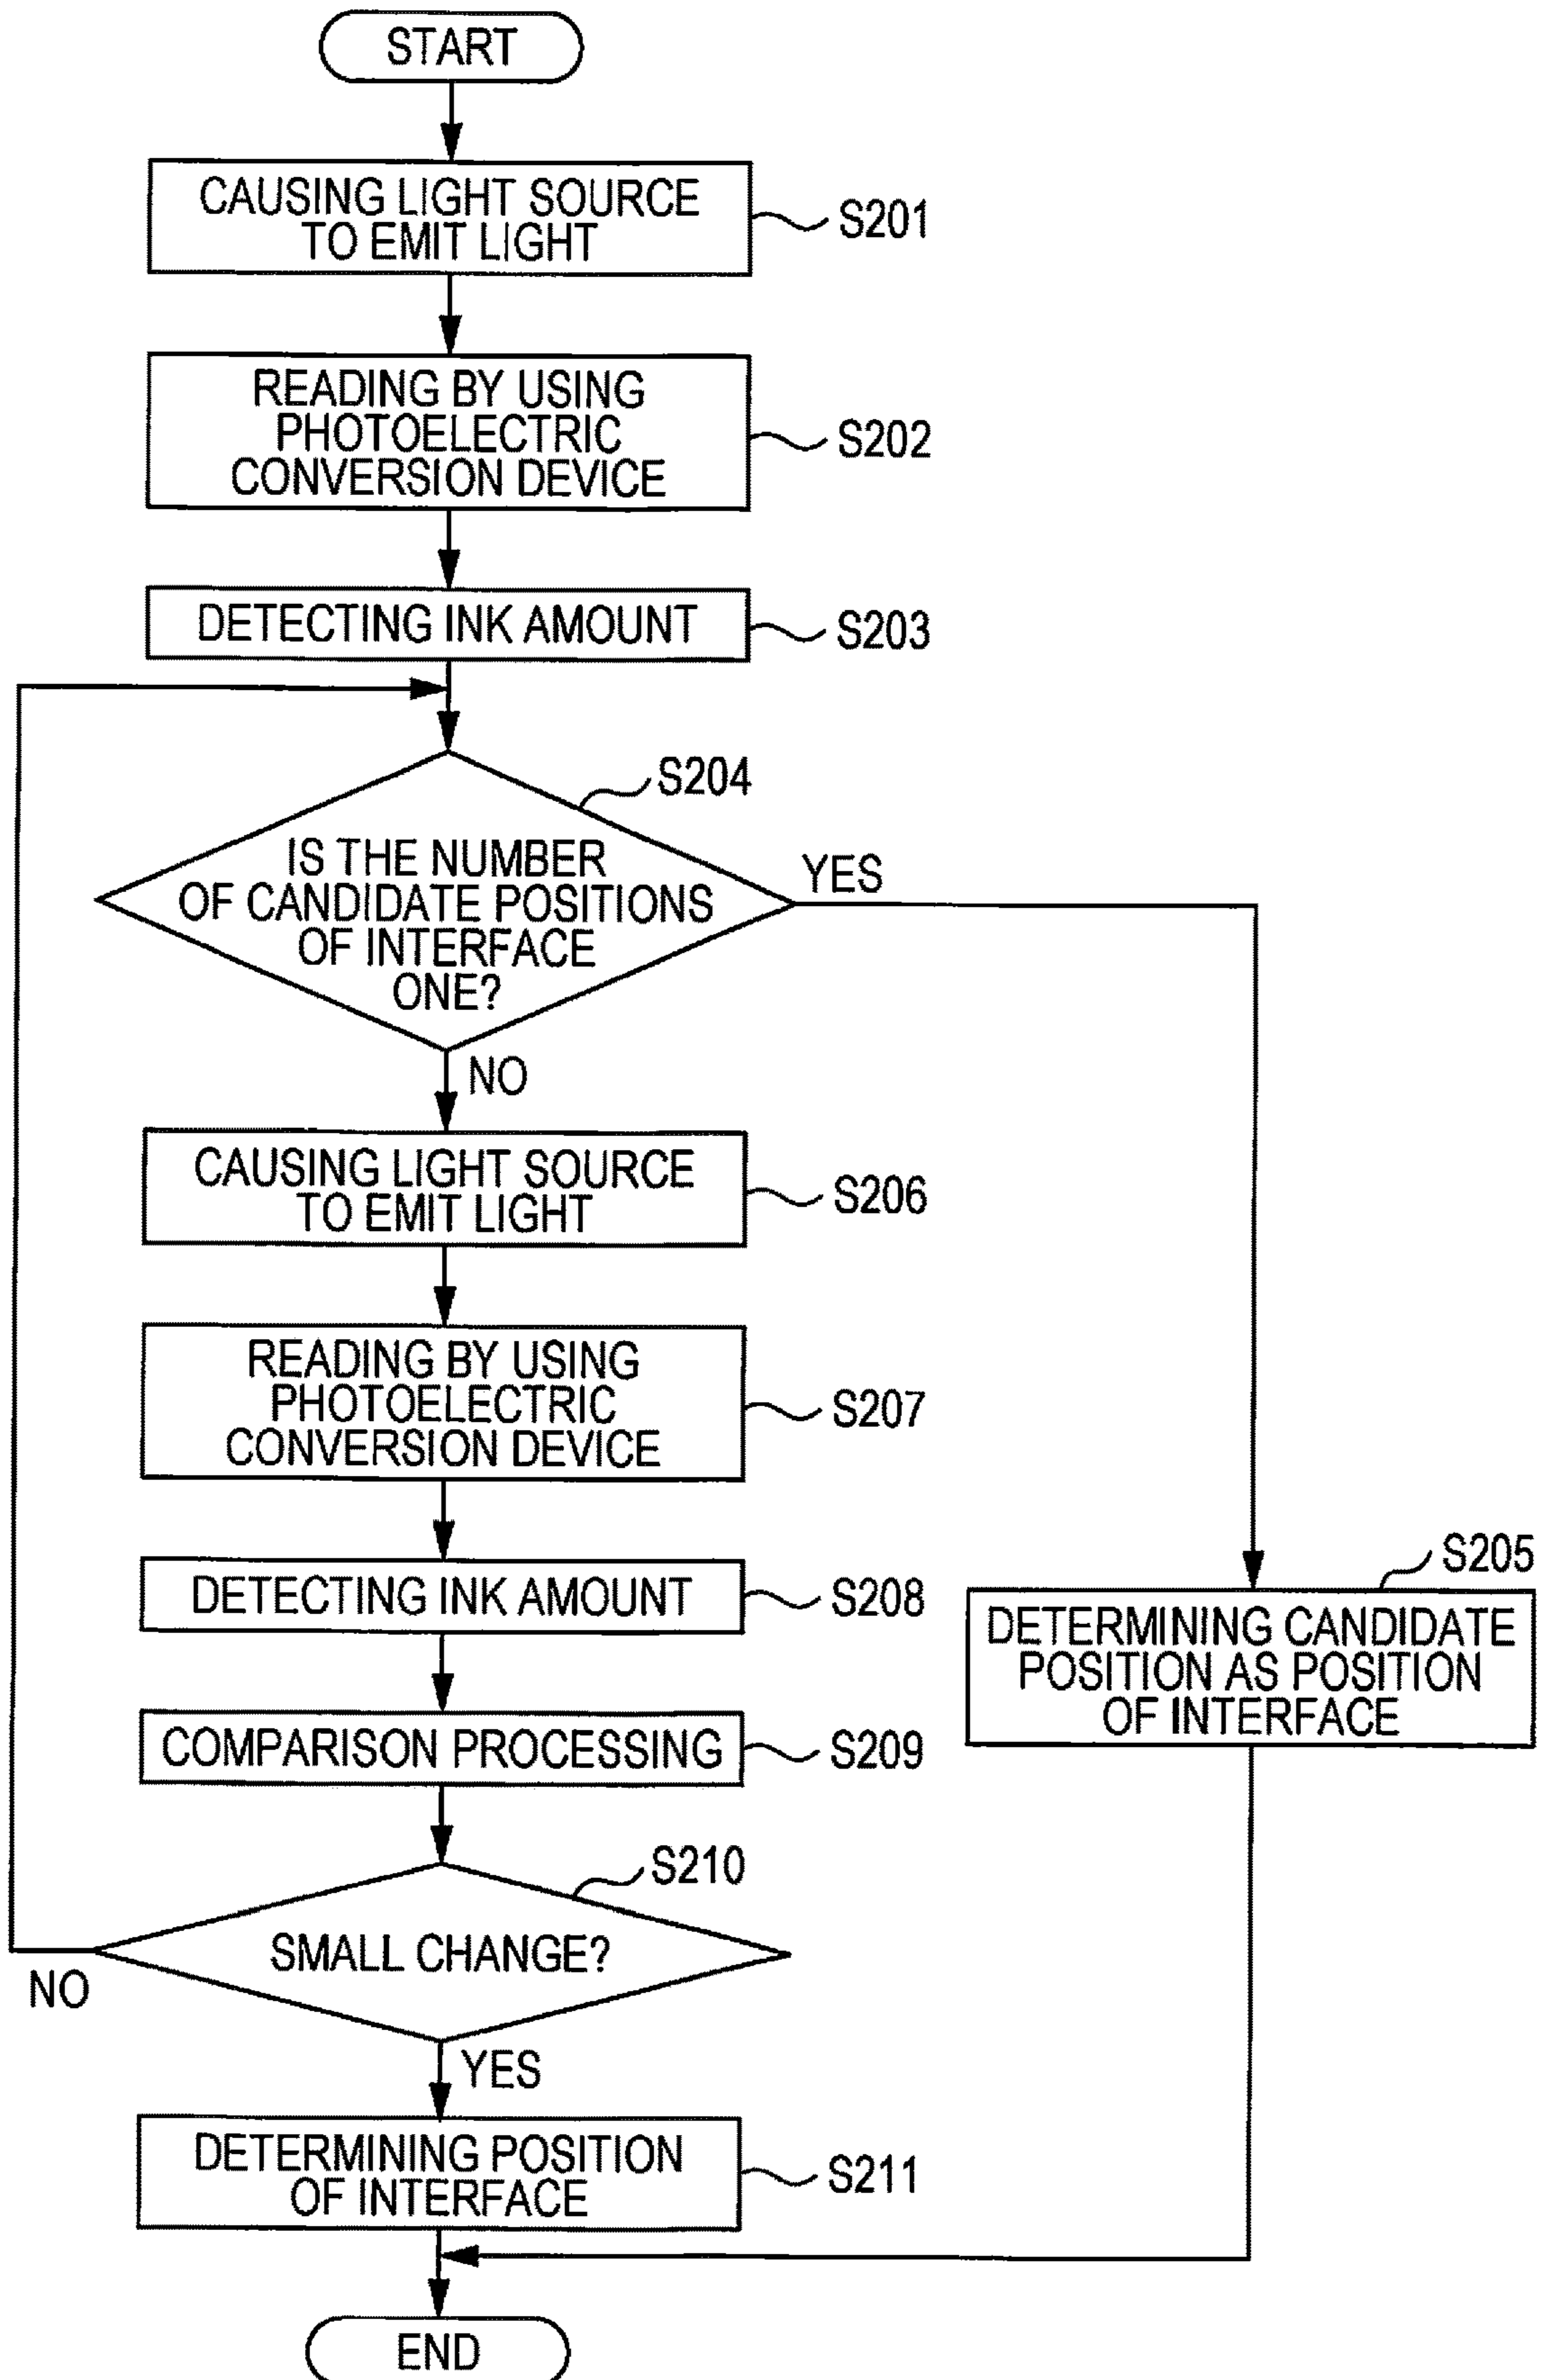 START
CAUSING LIGHT SOURCE
TO EMIT LIGHT
S201
READING BY USING
PHOTOELECTRIC
CONVERSION DEVICE
S202
DETECTING INK AMOUNT
S203
S204
IS THE NUMBER
OF CANDIDATE POSITIONS
OF INTERFACE
ONE?
YES
NO
CAUSING LIGHT SOURCE
TO EMIT LIGHT
S206
READING BY USING
PHOTOELECTRIC
CONVERSION DEVICE
S207
DETECTING INK AMOUNT
S208
S205
DETERMINING CANDIDATE
POSITION AS POSITION
OF INTERFACE
COMPARISON PROCESSING
S209
S210
SMALL CHANGE?
NO
YES
DETERMINING POSITION
OF INTERFACE
S211
END